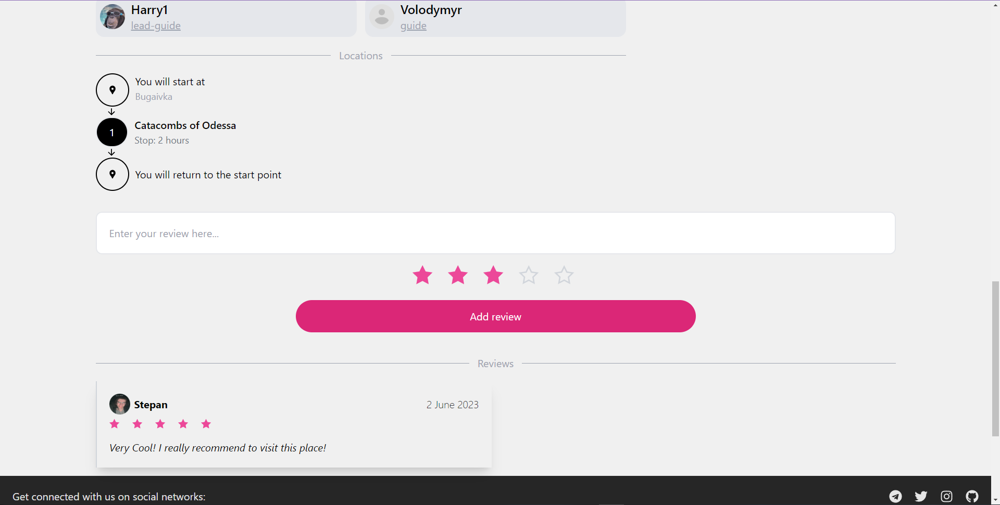 Harry1
lead-guide
Volodymyr
guide
Locations
You will start at
Bugaivka
1
Catacombs of Odessa
Stop: 2 hours
You will return to the start point
Enter your review here...
Add review
Reviews
Stepan
2 June 2023
Very Cool! I really recommend to visit this place!
Get connected with us on social networks: